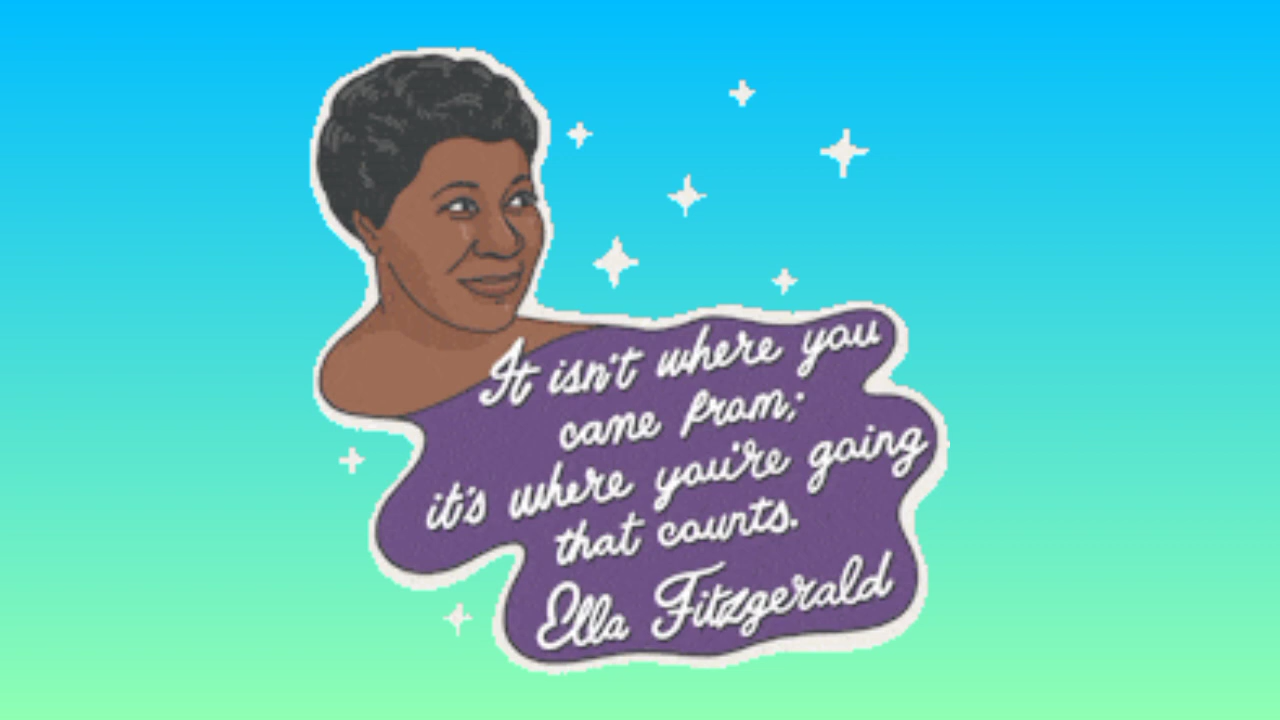 It isn't where you
came from;
it's where you're going
that counts.
Ella Fitzgerald